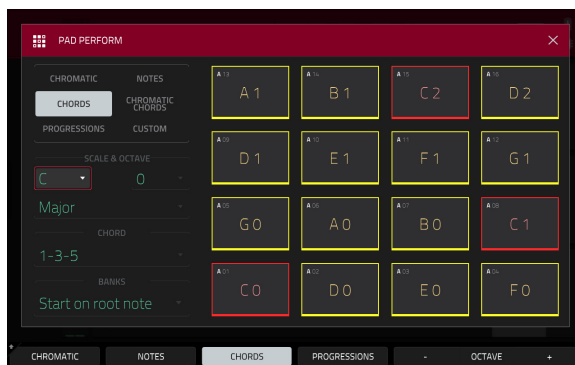 PAD PERFORM
CHROMATIC NOTES
CHORDS CHROMATIC CHORDS
PROGRESSIONS CUSTOM
SCALE & OCTAVE
C 0
Major
CHORD
1-3-5
BANKS
Start on root note
A 13 A 14 A 15 A 16
A 1 B 1 C 2 D 2
A 09 A 10 A 11 A 12
D 1 E 1 F 1 G 1
A 05 A 06 A 07 A 08
G 0 A 0 B 0 C 1
A 01 A 02 A 03 A 04
C 0 D 0 E 0 F 0
CHROMATIC NOTES CHORDS PROGRESSIONS - OCTAVE +